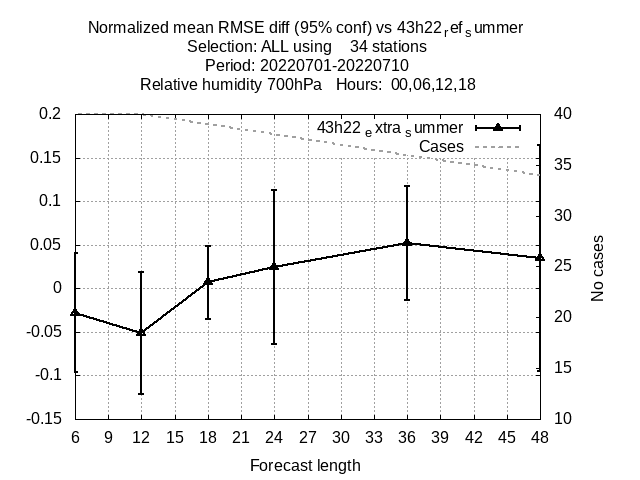 Normalized mean RMSE diff (95% conf) vs 43h22ᵣefₛummer
Selection: ALL using 34 stations
Period: 20220701-20220710
Relative humidity 700hPa Hours: 00,06,12,18
43h22ₑxtraₛummer
Cases
0.2
0.15
0.1
0.05
0
-0.05
-0.1
-0.15
40
35
30
25
20
15
10
No cases
6 9 12 15 18 21 24 27 30 33 36 39 42 45 48
Forecast length